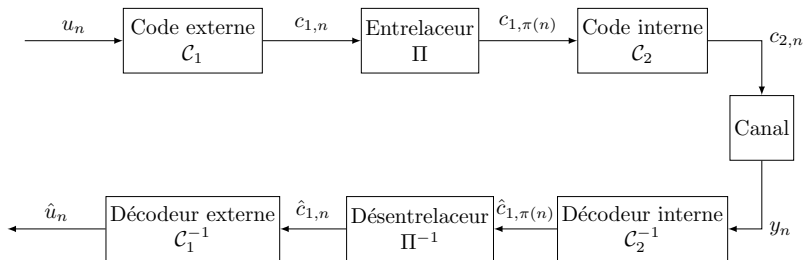 u_n
Code externe
𝒞_1
c_{1,n}
Entrelaceur
Π
c_{1,π(n)}
Code interne
𝒞_2
c_{2,n}
Canal
y_n
Décodeur interne
𝒞_2^{-1}
ĉ_{1,π(n)}
Désentrelaceur
Π^{-1}
ĉ_{1,n}
Décodeur externe
𝒞_1^{-1}
û_n